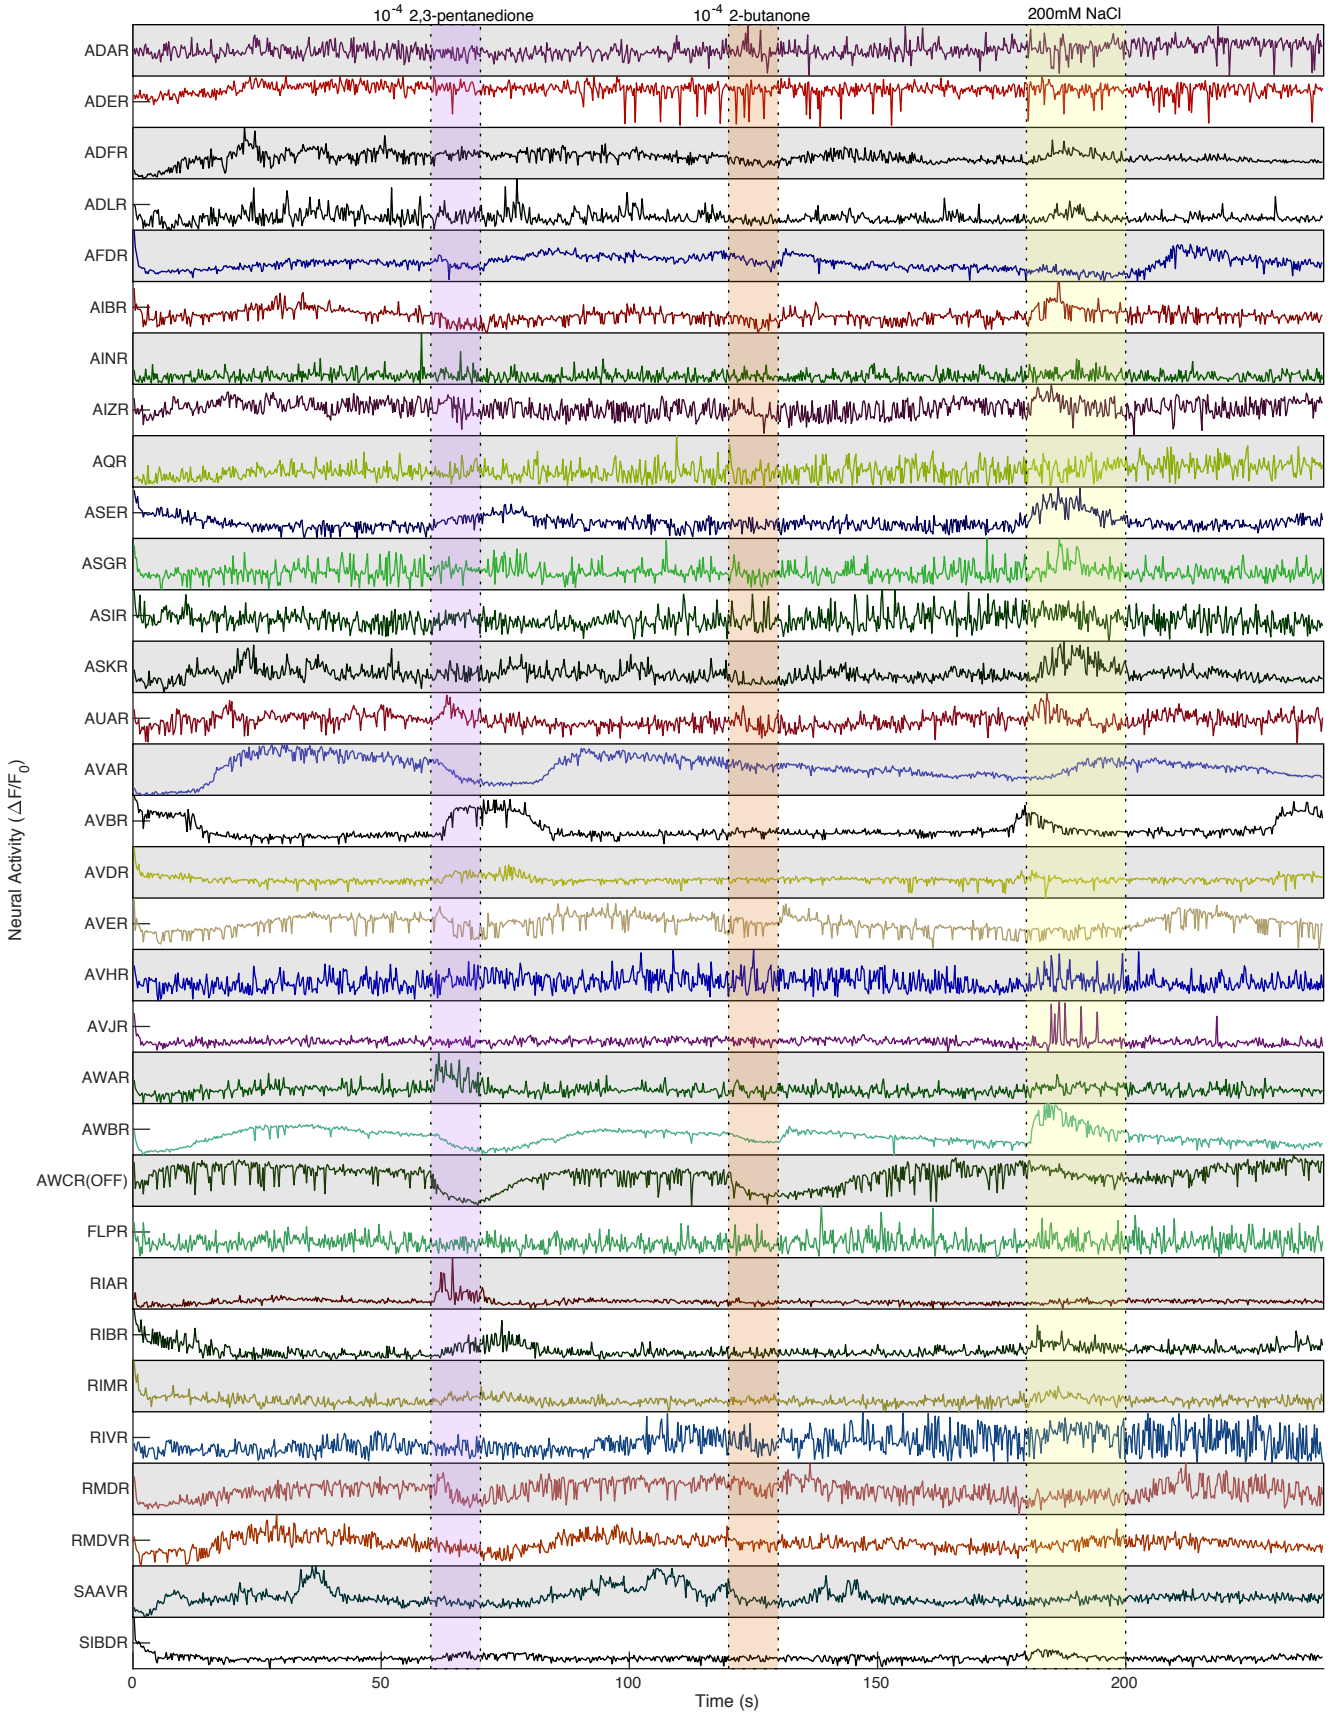 10⁻⁴ 2,3-pentanedione
10⁻⁴ 2-butanone
200mM NaCl
ADAR
ADER
ADFR
ADLR
AFDR
AIBR
AINR
AIZR
AQR
ASER
ASGR
ASIR
ASKR
AUAR
AVAR
AVBR
AVDR
AVER
AVHR
AVJR
AWAR
AWBR
AWCR(OFF)
FLPR
RIAR
RIBR
RIMR
RIVR
RMDR
RMDVR
SAAVR
SIBDR
Neural Activity ( ΔF/F₀)
0 50 100 150 200
Time (s)